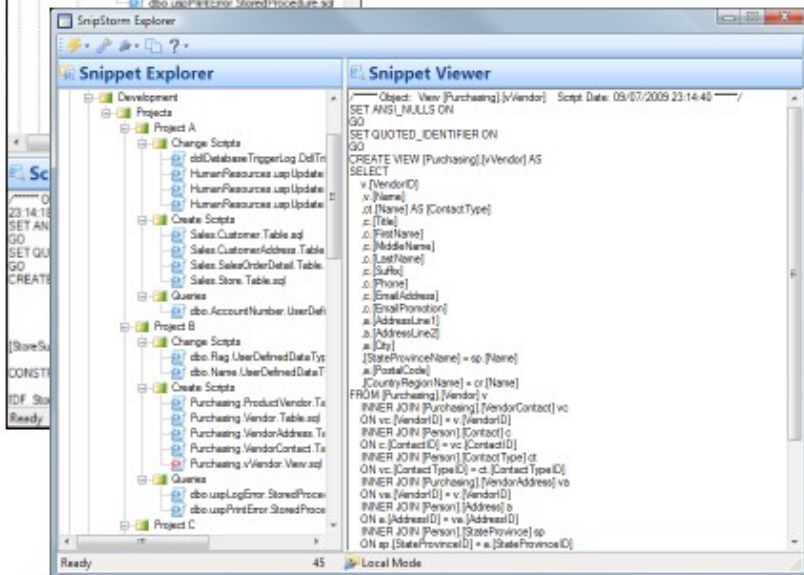 dbo.uspPrintError.StoredProcedure.sql
SnipStorm Explorer
Snippet Explorer
Development
Projects
Project A
Change Scripts
ddlDatabaseTriggerLog.DdlTri
HumanResources.uspUpdate
HumanResources.uspUpdate
HumanResources.uspUpdate
Create Scripts
Sales.Customer.Table.sql
Sales.CustomerAddress.Table
Sales.SalesOrderDetail.Table.
Sales.Store.Table.sql
Queries
dbo.AccountNumber.UserDefi
Project B
Change Scripts
dbo.Flag.UserDefinedDataTyp
dbo.Name.UserDefinedDataT
Create Scripts
Purchasing.ProductVendor.Ta
Purchasing.Vendor.Table.sql
Purchasing.VendorAddress.Ta
Purchasing.VendorContact.Ta
Purchasing.vVendor.View.sql
Queries
dbo.uspLogError.StoredProce
dbo.uspPrintError.StoredProce
Project C
Ready 45
Snippet Viewer
/****** Object: View [Purchasing].[vVendor] Script Date: 09/07/2009 23:14:40 ******/
SET ANSI_NULLS ON
GO
SET QUOTED_IDENTIFIER ON
GO
CREATE VIEW [Purchasing].[vVendor] AS
SELECT
v.[VendorID]
,v.[Name]
,ct.[Name] AS [ContactType]
,c.[Title]
,c.[FirstName]
,c.[MiddleName]
,c.[LastName]
,c.[Suffix]
,c.[Phone]
,c.[EmailAddress]
,c.[EmailPromotion]
,a.[AddressLine1]
,a.[AddressLine2]
,a.[City]
,[StateProvinceName] = sp.[Name]
,a.[PostalCode]
,[CountryRegionName] = cr.[Name]
FROM [Purchasing].[Vendor] v
INNER JOIN [Purchasing].[VendorContact] vc
ON vc.[VendorID] = v.[VendorID]
INNER JOIN [Person].[Contact] c
ON c.[ContactID] = vc.[ContactID]
INNER JOIN [Person].[ContactType] ct
ON vc.[ContactTypeID] = ct.[ContactTypeID]
INNER JOIN [Purchasing].[VendorAddress] va
ON va.[VendorID] = v.[VendorID]
INNER JOIN [Person].[Address] a
ON a.[AddressID] = va.[AddressID]
INNER JOIN [Person].[StateProvince] sp
ON sp.[StateProvinceID] = a.[StateProvinceID]
Local Mode
Sc
23:14:18
SET AN
GO
SET QU
GO
CREATE
[StoreSu
CONSTR
Ready